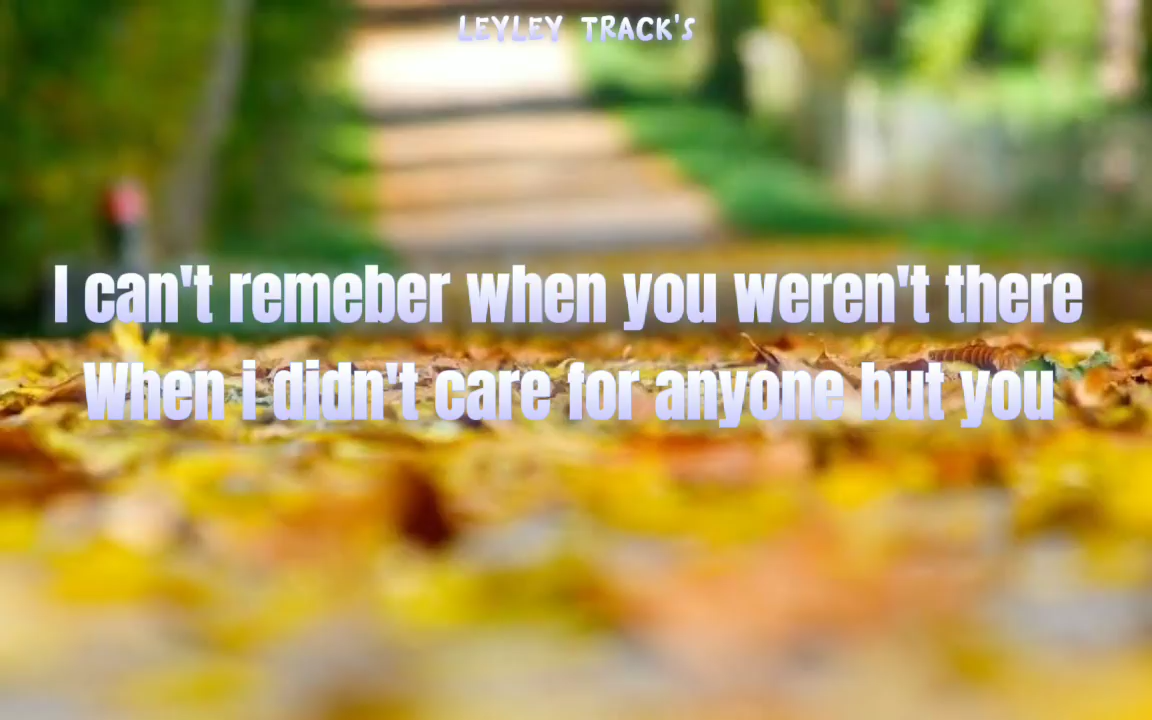 LEYLEY TRACK'S
I can't remeber when you weren't there
When i didn't care for anyone but you